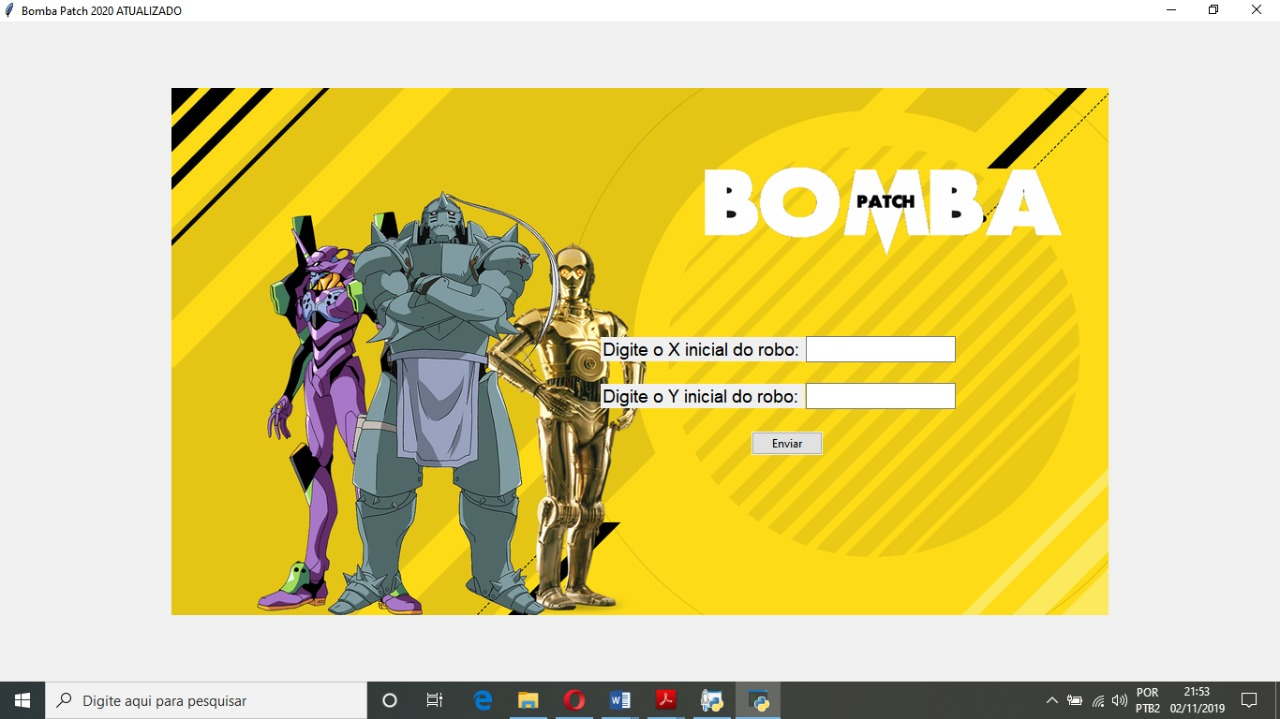 Bomba Patch 2020 ATUALIZADO
BOMBA
PATCH
Digite o X inicial do robo:
Digite o Y inicial do robo:
Enviar
Digite aqui para pesquisar
POR
PTB2
21:53
02/11/2019